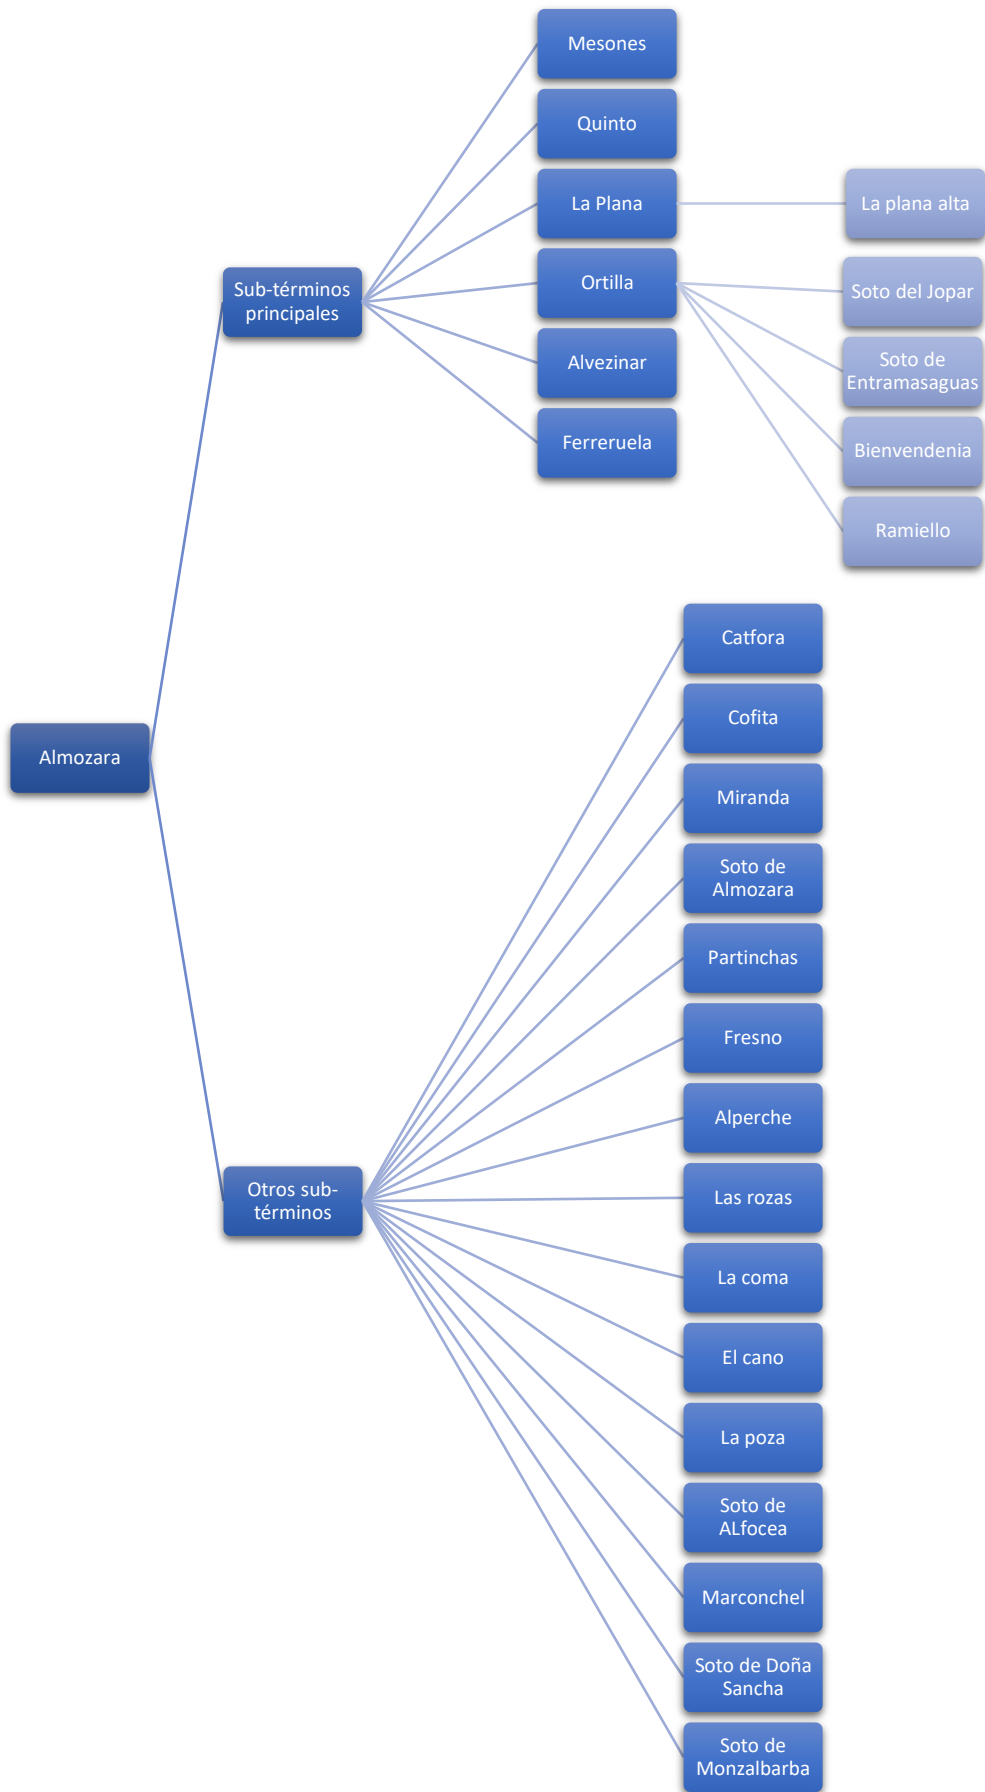 Mesones
Quinto
La Plana
La plana alta
Sub-términos
principales
Ortilla
Soto del Jopar
Alvezinar
Soto de
Entramasaguas
Ferreruela
Bienvendenia
Ramiello
Almozara
Catfora
Cofita
Miranda
Soto de
Almozara
Partinchas
Fresno
Alperche
Otros sub-
términos
Las rozas
La coma
El cano
La poza
Soto de
ALfocea
Marconchel
Soto de Doña
Sancha
Soto de
Monzalbarba